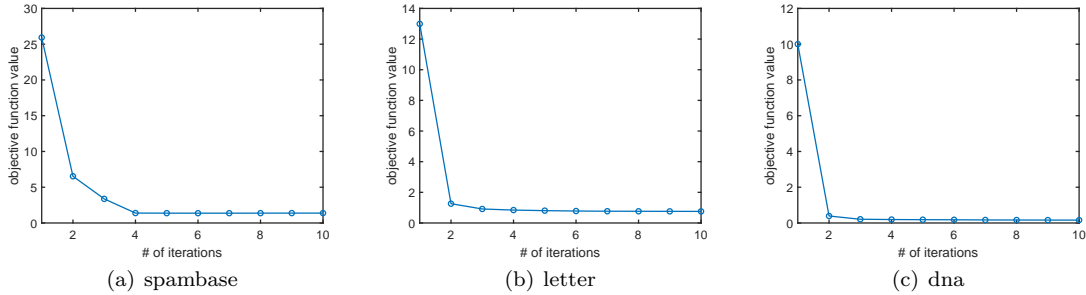 30
25
20
15
10
5
0
objective function value
2 4 6 8 10
# of iterations
(a) spambase
14
12
10
8
6
4
2
0
objective function value
2 4 6 8 10
# of iterations
(b) letter
12
10
8
6
4
2
0
objective function value
2 4 6 8 10
# of iterations
(c) dna